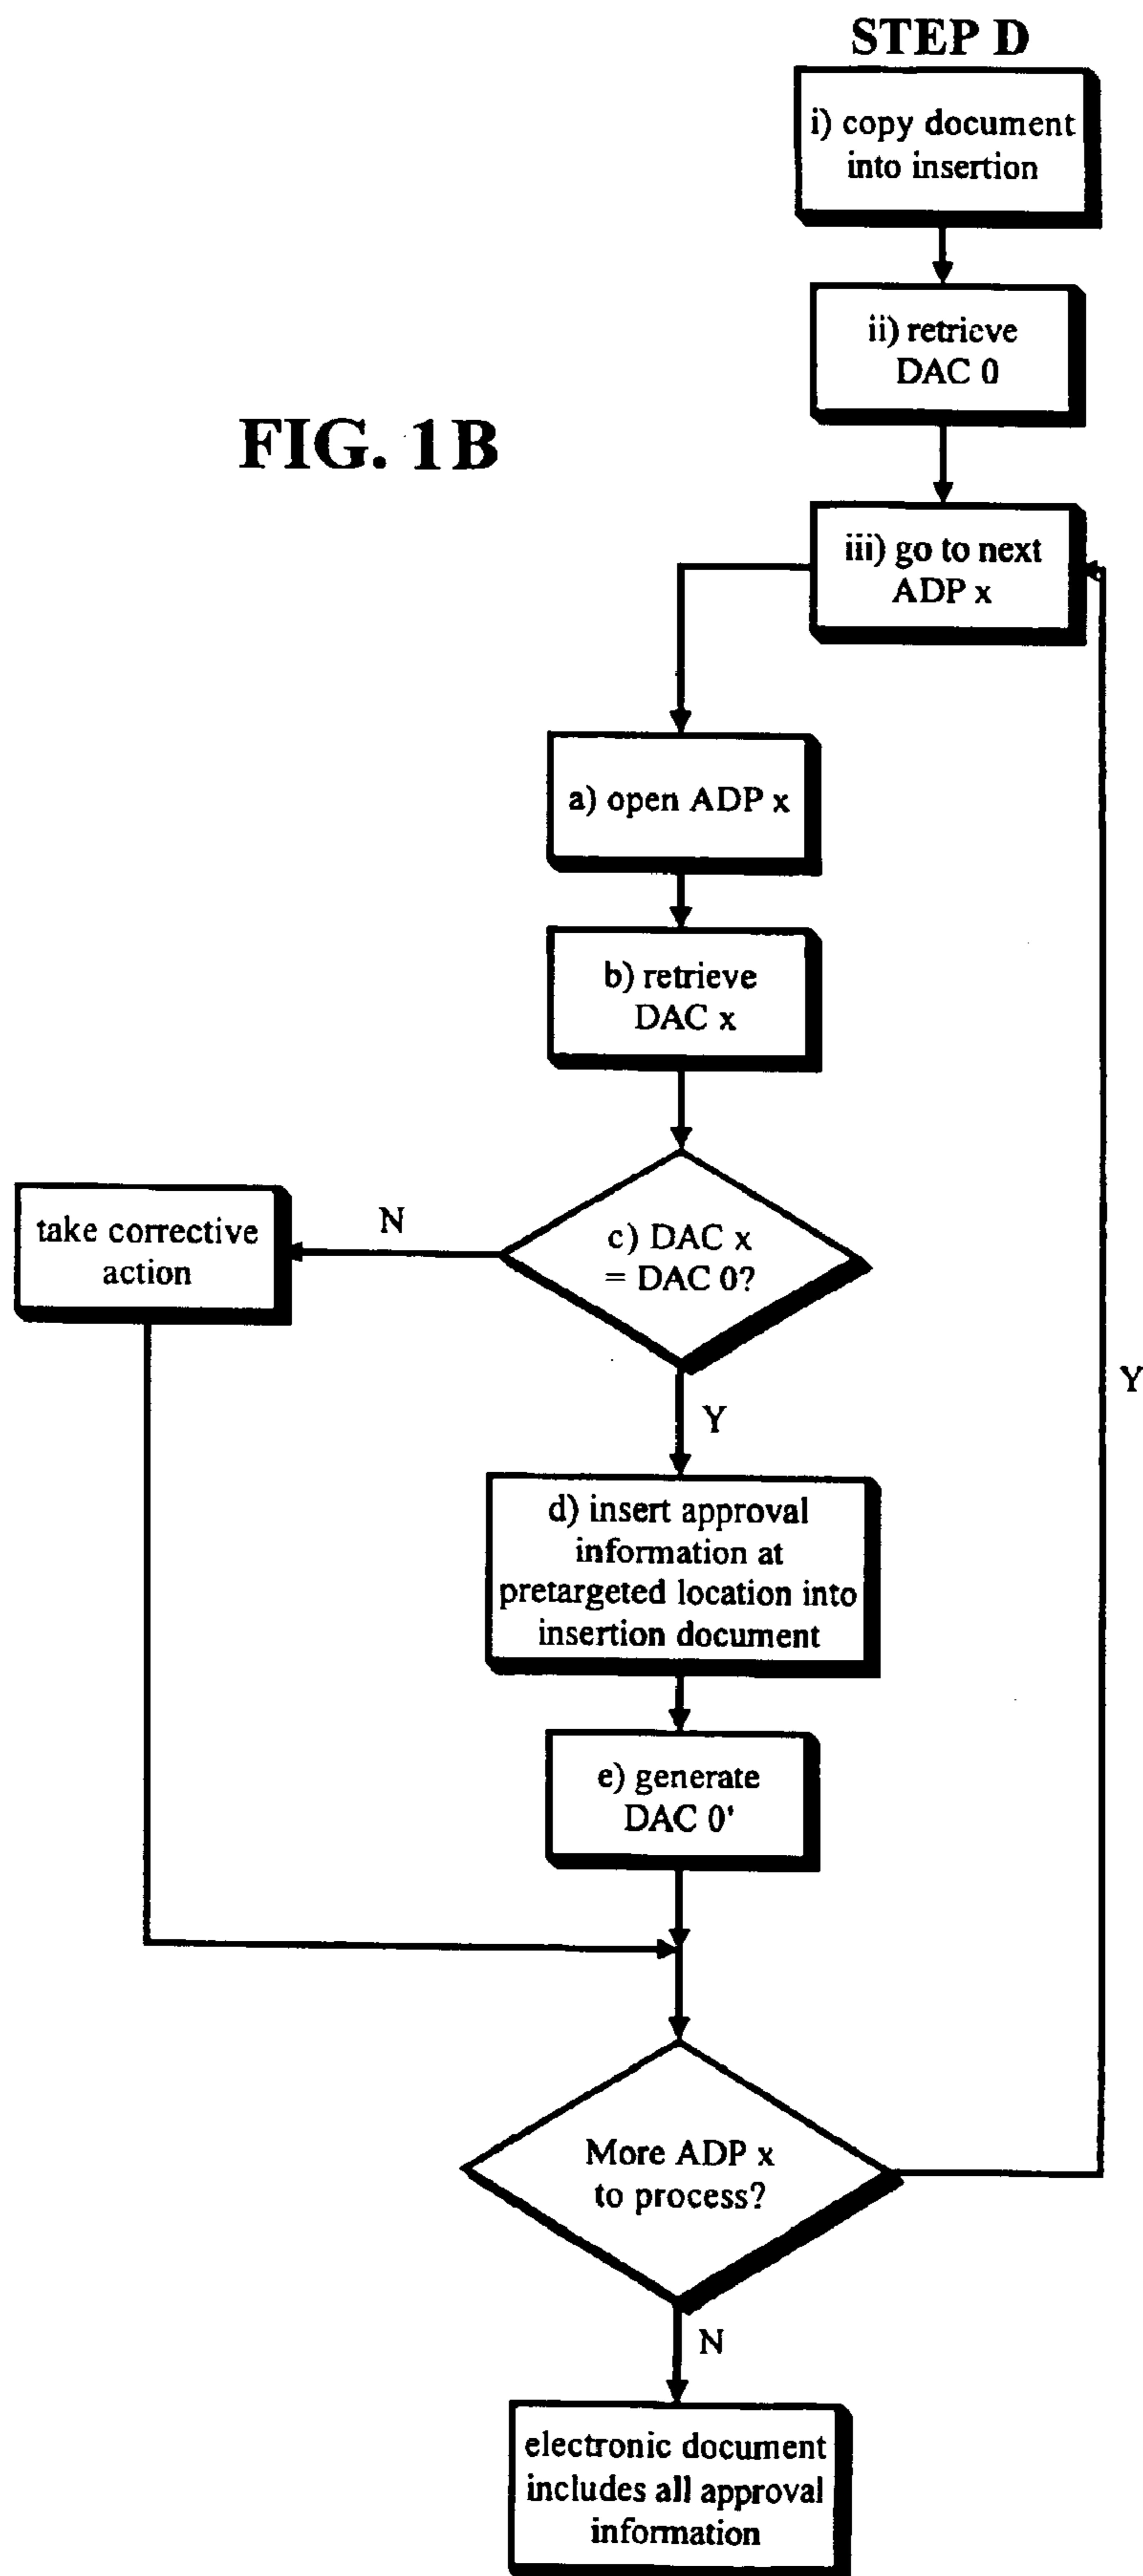 STEP D
i) copy document
into insertion
ii) retrieve
DAC 0
FIG. 1B
iii) go to next
ADP x
a) open ADP x
b) retrieve
DAC x
take corrective
action
N
c) DAC x
= DAC 0?
Y
Y
d) insert approval
information at
pretargeted location into
insertion document
e) generate
DAC 0'
More ADP x
to process?
N
electronic document
includes all approval
information